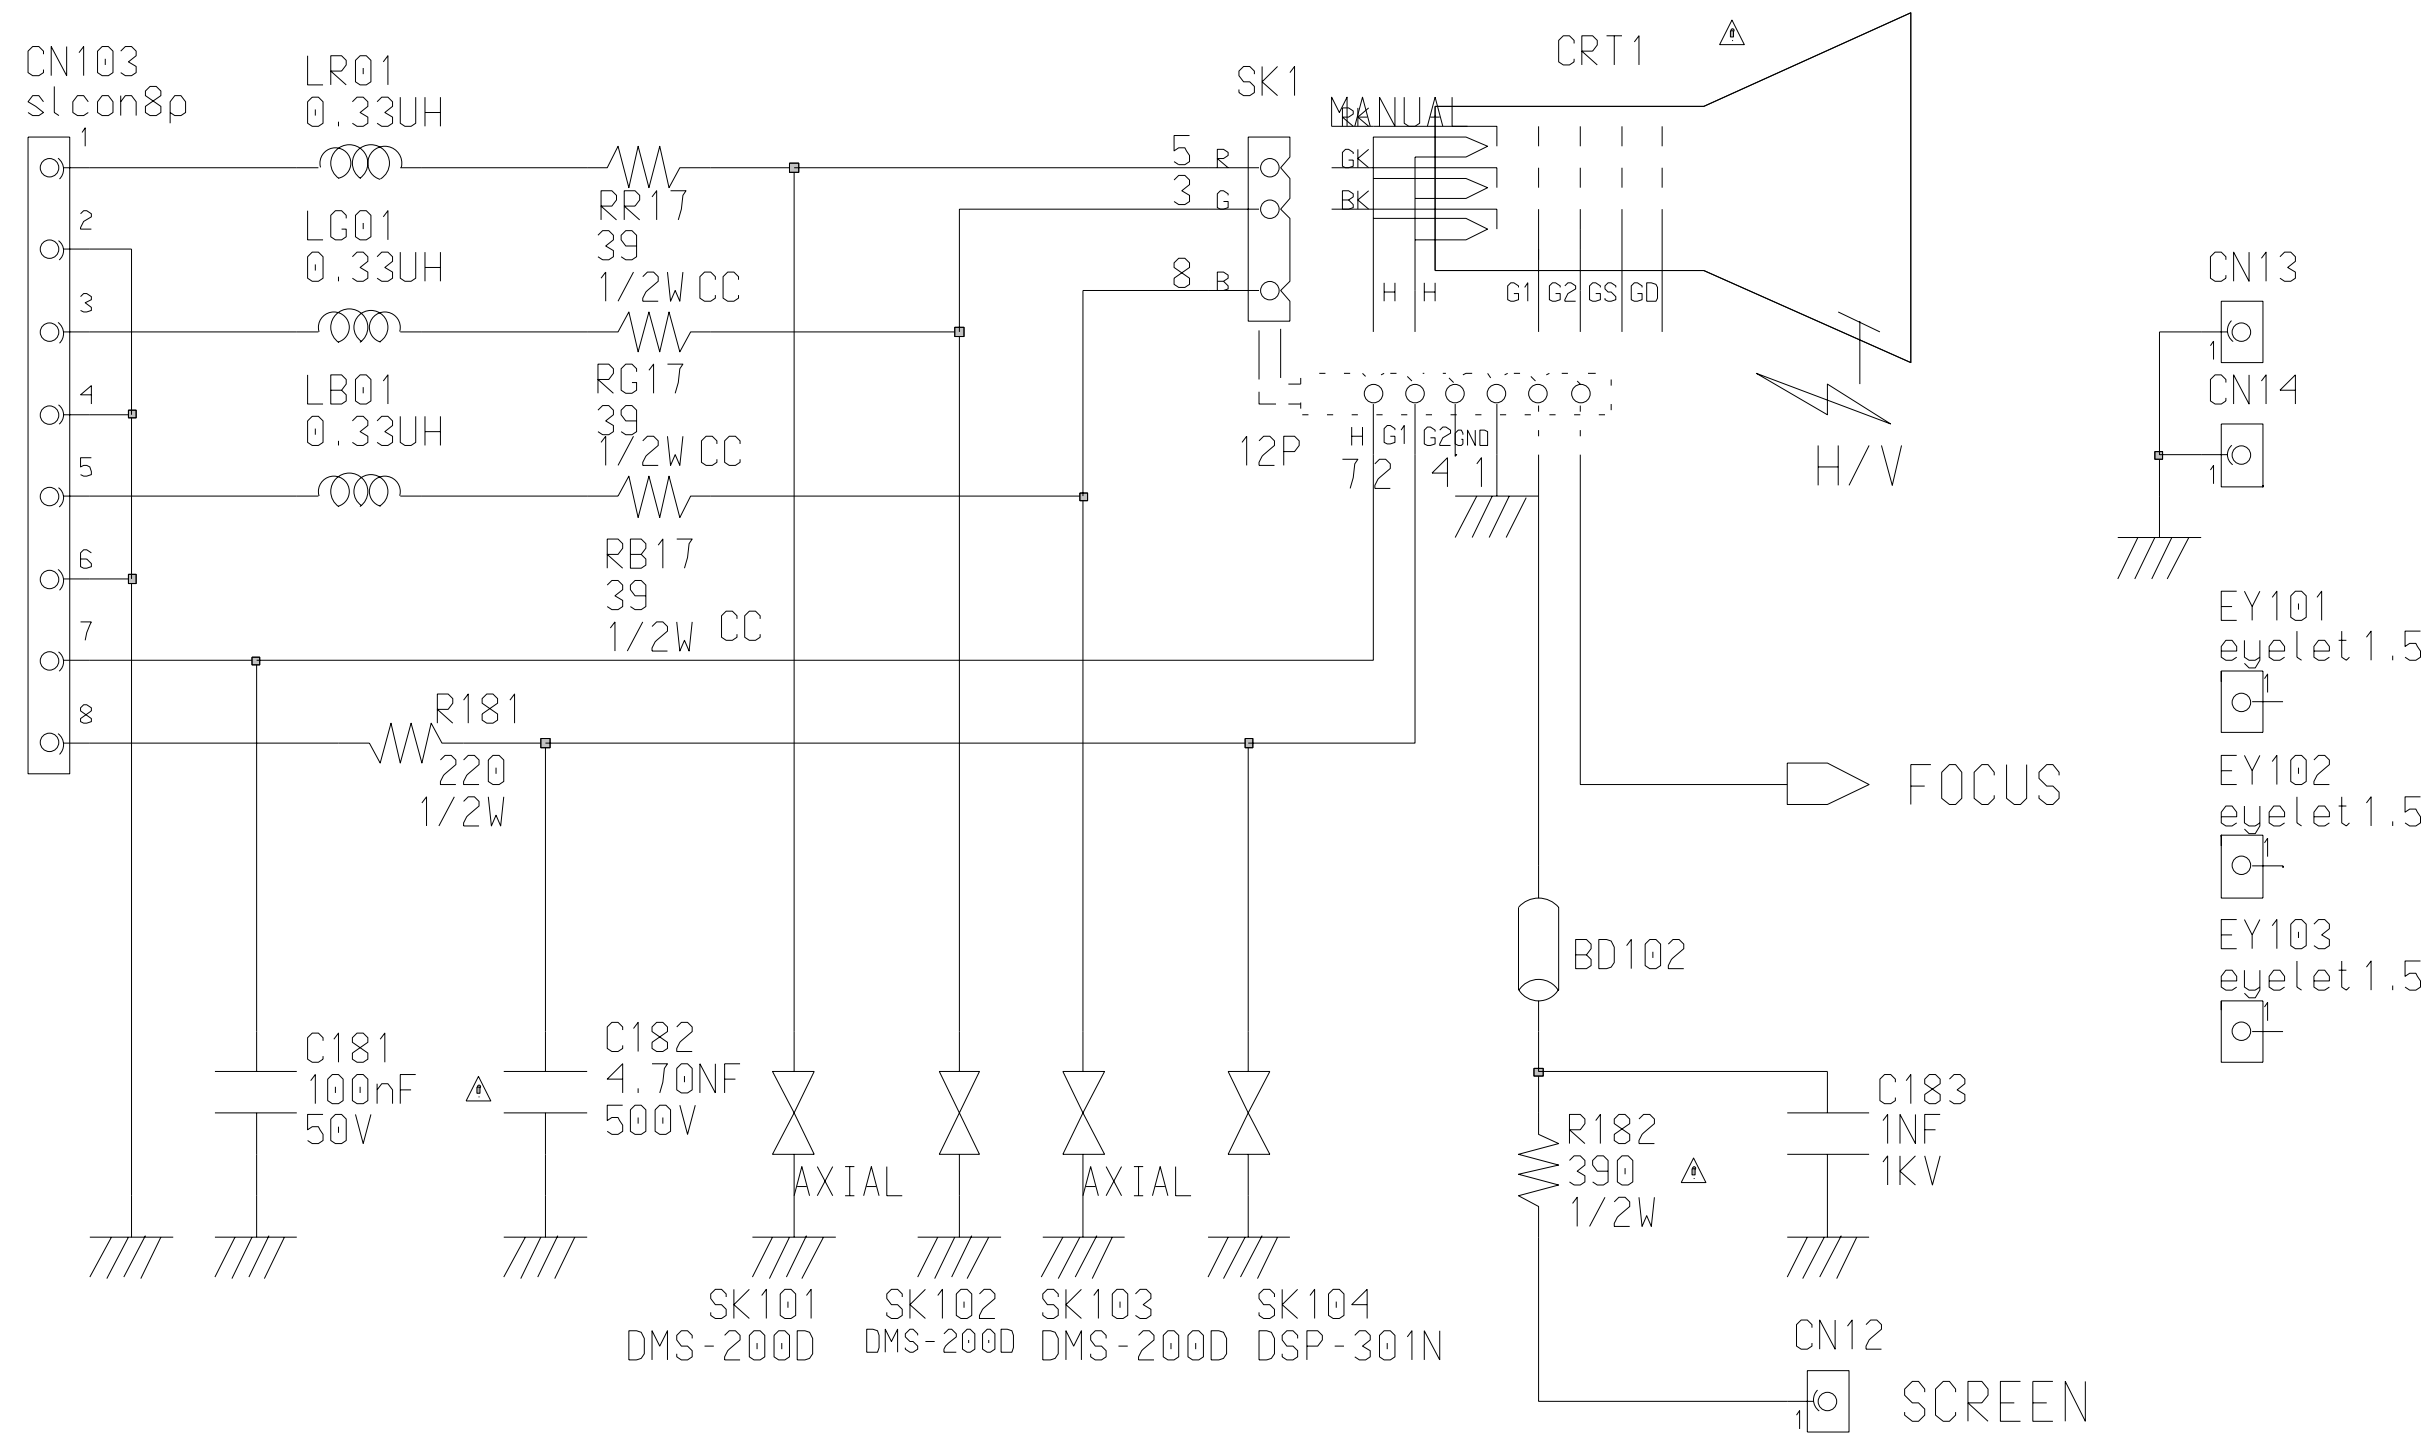 CN103
slcon8p
1
2
3
4
5
6
7
8
LR01
0.33UH
LG01
0.33UH
LB01
0.33UH
RR17
39
1/2W CC
RG17
39
1/2W CC
RB17
39
1/2W CC
R181
220
1/2W
C181
100nF
50V
C182
4.70NF
500V
AXIAL
AXIAL
SK101
DMS-200D
SK102
DMS-200D
SK103
DMS-200D
SK104
DSP-301N
SK1
5 R
3 G
8 B
12P
MANUAL
RK
GK
BK
CRT1
H H G1 G2 GS GD
H G1 G2 GND
7 2 4 1
H/V
FOCUS
BD102
R182
390
1/2W
C183
1NF
1KV
CN12
1
SCREEN
CN13
1
CN14
1
EY101
eyelet1.5
1
EY102
eyelet1.5
1
EY103
eyelet1.5
1